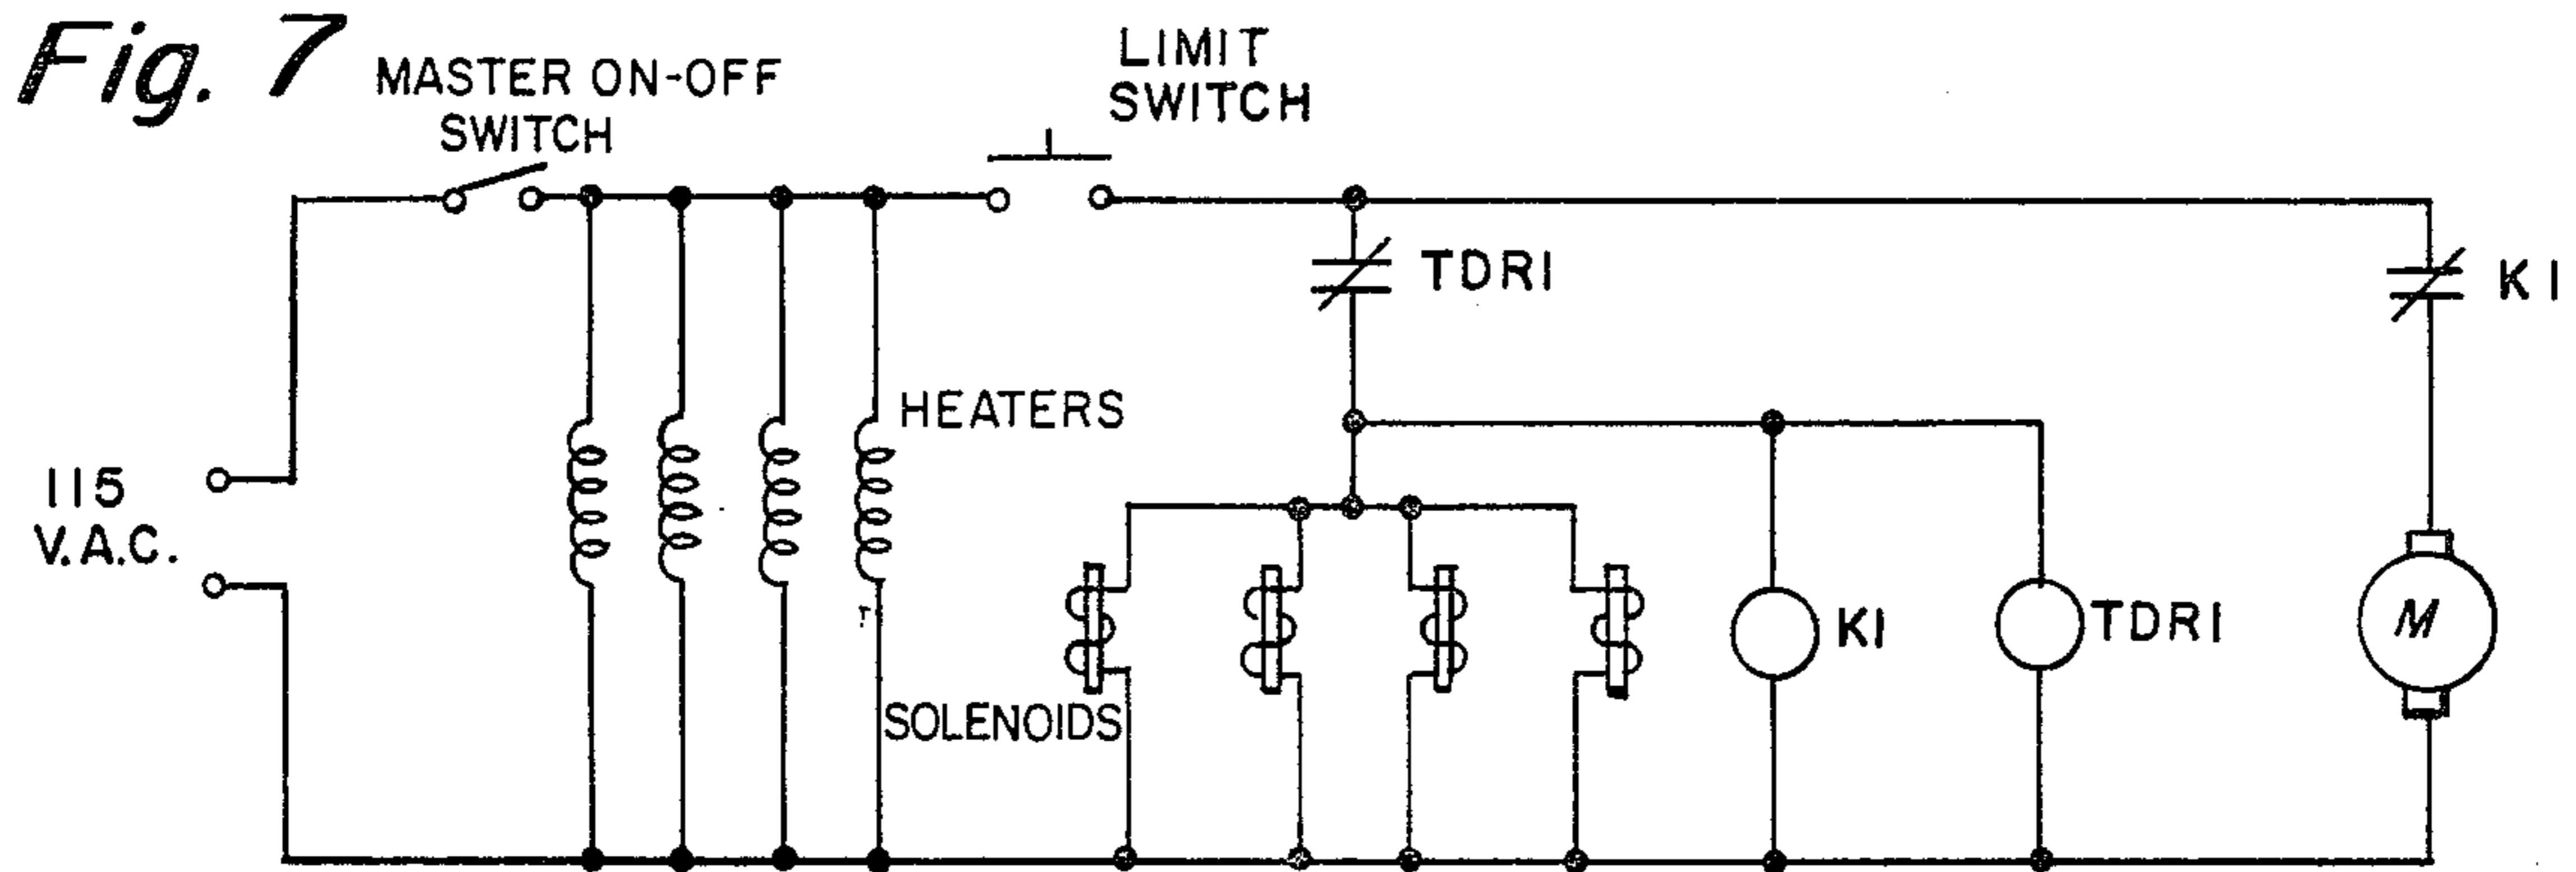 Fig. 7
MASTER ON-OFF
SWITCH
LIMIT
SWITCH
TDR1
K1
HEATERS
115
V.A.C.
K1
TDR1
M
SOLENOIDS